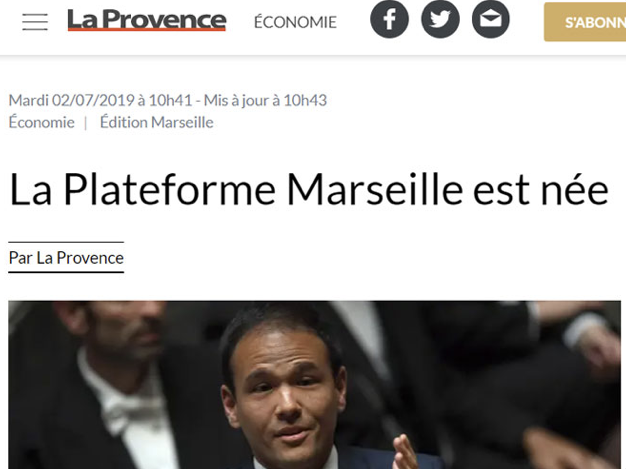 La Provence ÉCONOMIE S'ABONN
Mardi 02/07/2019 à 10h41 - Mis à jour à 10h43
Économie | Édition Marseille
La Plateforme Marseille est née
Par La Provence